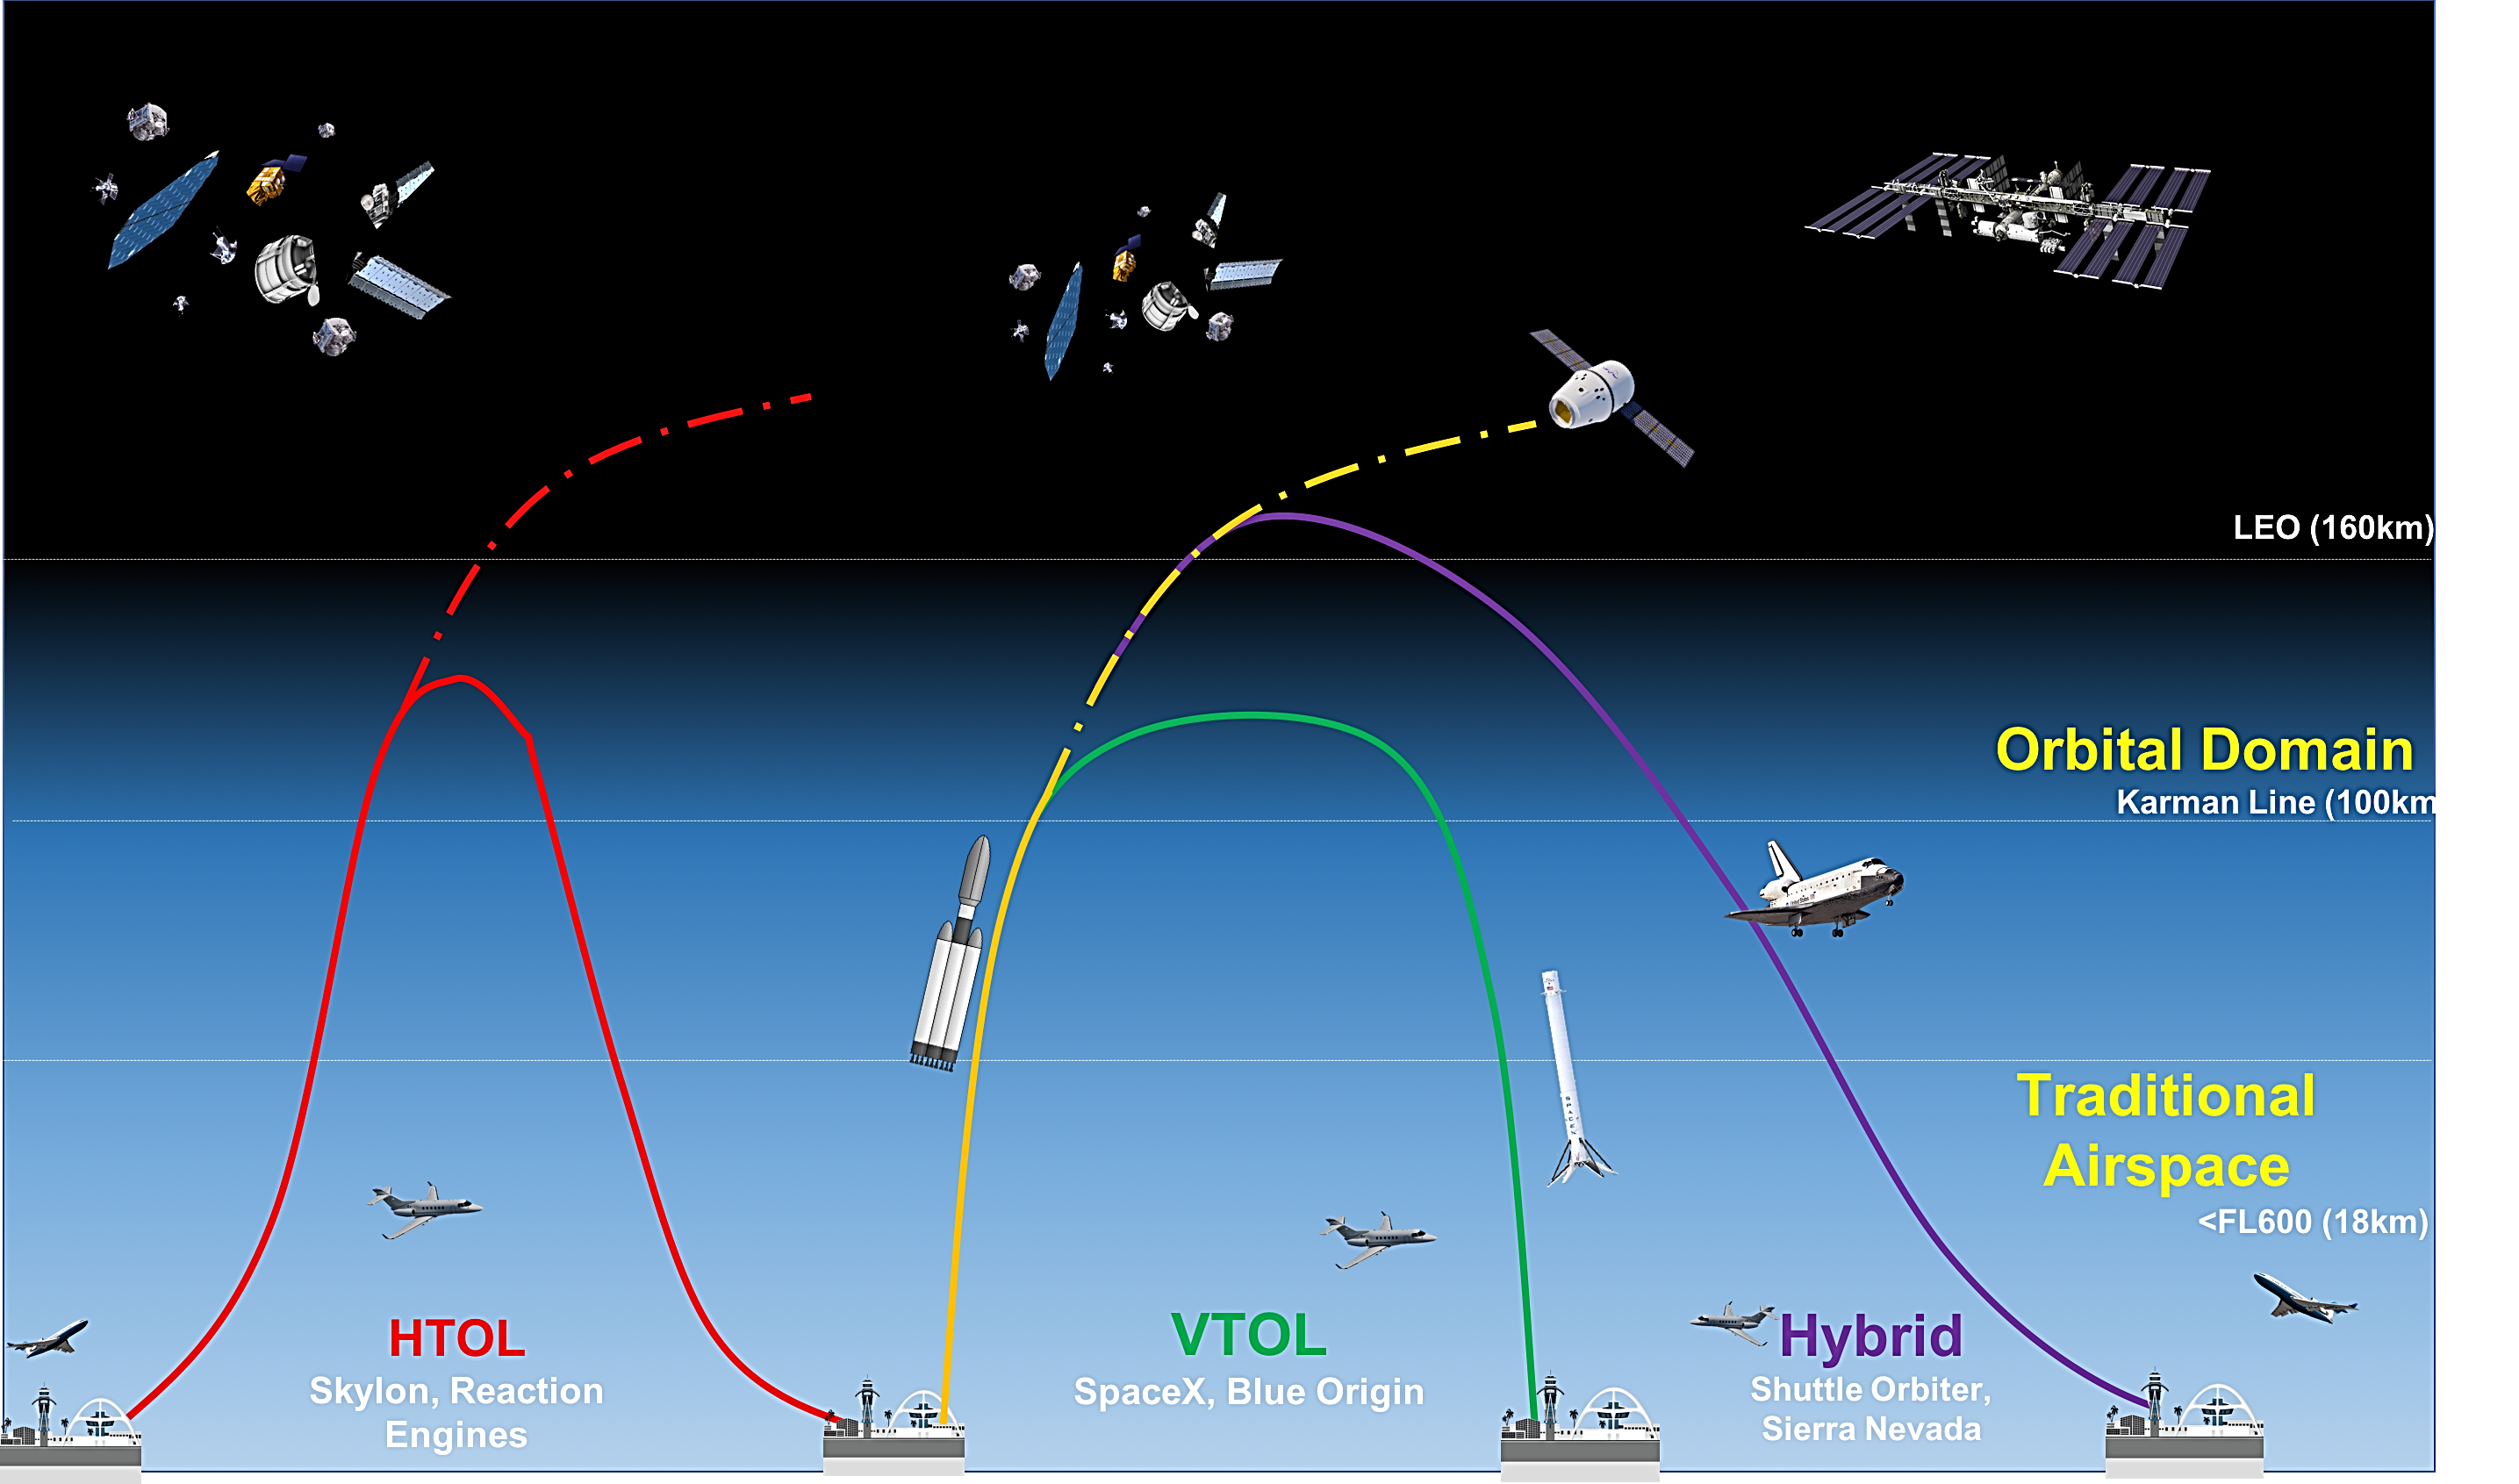 LEO (160km)
Orbital Domain
Karman Line (100km
Traditional
Airspace
<FL600 (18km)
HTOL
Skylon, Reaction
Engines
VTOL
SpaceX, Blue Origin
Hybrid
Shuttle Orbiter,
Sierra Nevada
SPACEX